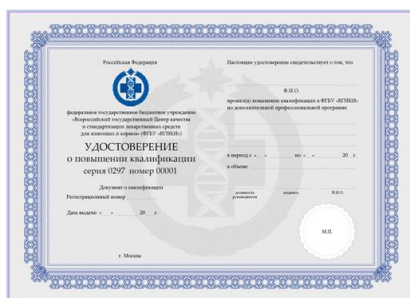 Российская Федерация
федеральное государственное бюджетное учреждение
«Всероссийский государственный Центр качества
и стандартизации лекарственных средств
для животных и кормов» (ФГБУ «ВГНКИ»)
УДОСТОВЕРЕНИЕ
о повышении квалификации
серия 0297 номер 00001
Документ о квалификации
Регистрационный номер
Дата выдачи « » 20 г.
г. Москва
Настоящее удостоверение свидетельствует о том, что
Ф.И.О.
прошел(а) повышение квалификации в ФГБУ «ВГНКИ»
по дополнительной профессиональной программе
в период с « » по « » 20 г.
в объеме
должность подпись Ф.И.О.
руководителя
М.П.